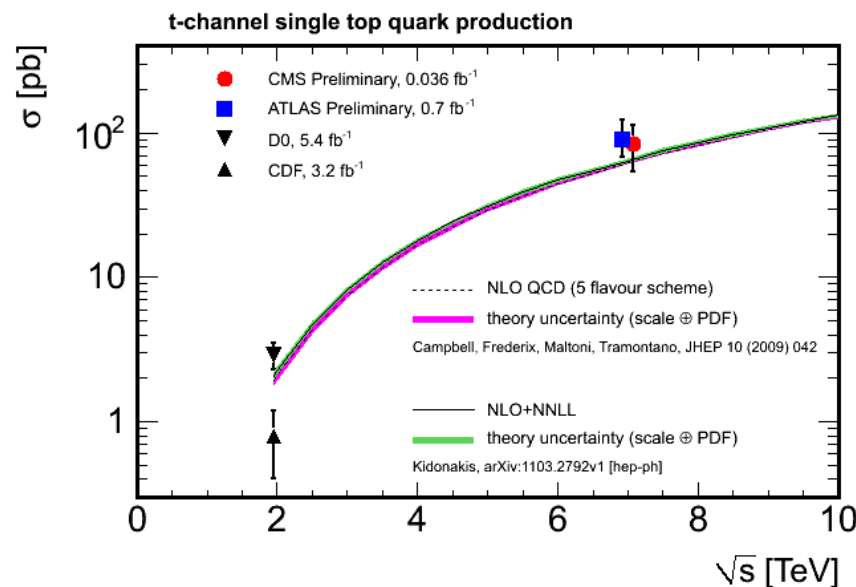 t-channel single top quark production
σ [pb]
CMS Preliminary, 0.036 fb⁻¹
ATLAS Preliminary, 0.7 fb⁻¹
D0, 5.4 fb⁻¹
CDF, 3.2 fb⁻¹
10²
10
1
NLO QCD (5 flavour scheme)
theory uncertainty (scale ⊕ PDF)
Campbell, Frederix, Maltoni, Tramontano, JHEP 10 (2009) 042
NLO+NNLL
theory uncertainty (scale ⊕ PDF)
Kidonakis, arXiv:1103.2792v1 [hep-ph]
0 2 4 6 8 10
√s [TeV]